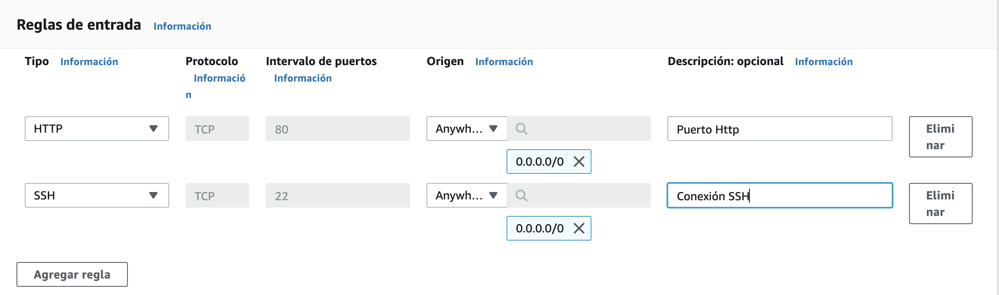 Reglas de entrada Información
Tipo Información Protocolo Intervalo de puertos Origen Información Descripción: opcional Información
Informació Información
n
HTTP TCP 80 Anywh... Puerto Http Elimi
nar
0.0.0.0/0
SSH TCP 22 Anywh... Conexión SSH Elimi
nar
0.0.0.0/0
Agregar regla